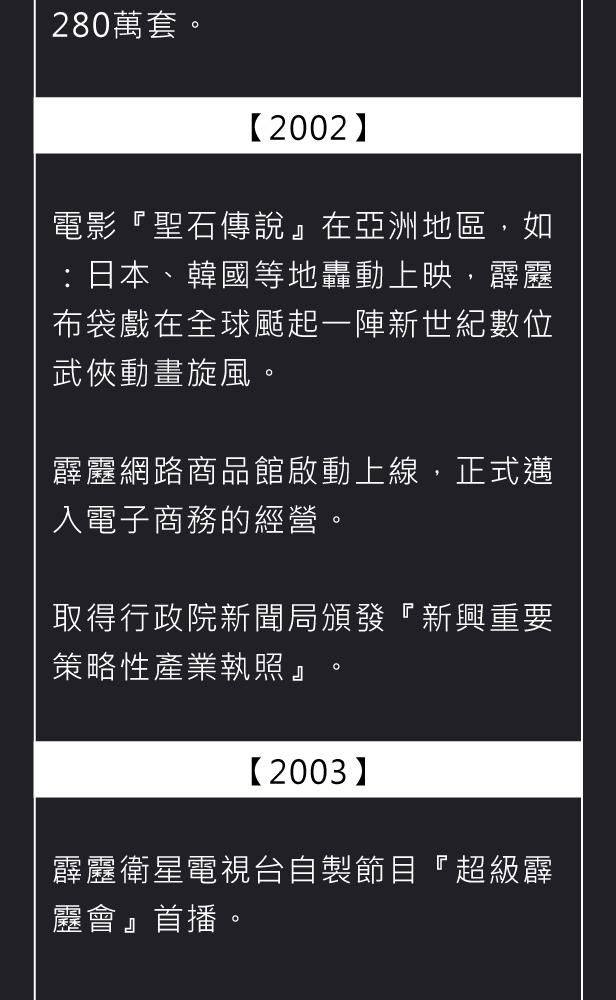 280萬套。
【2002】
電影『聖石傳說』在亞洲地區，如
：日本、韓國等地轟動上映，霹靂
布袋戲在全球颳起一陣新世紀數位
武俠動畫旋風。
霹靂網路商品館啟動上線，正式邁
入電子商務的經營。
取得行政院新聞局頒發『新興重要
策略性產業執照』。
【2003】
霹靂衛星電視台自製節目『超級霹
靂會』首播。